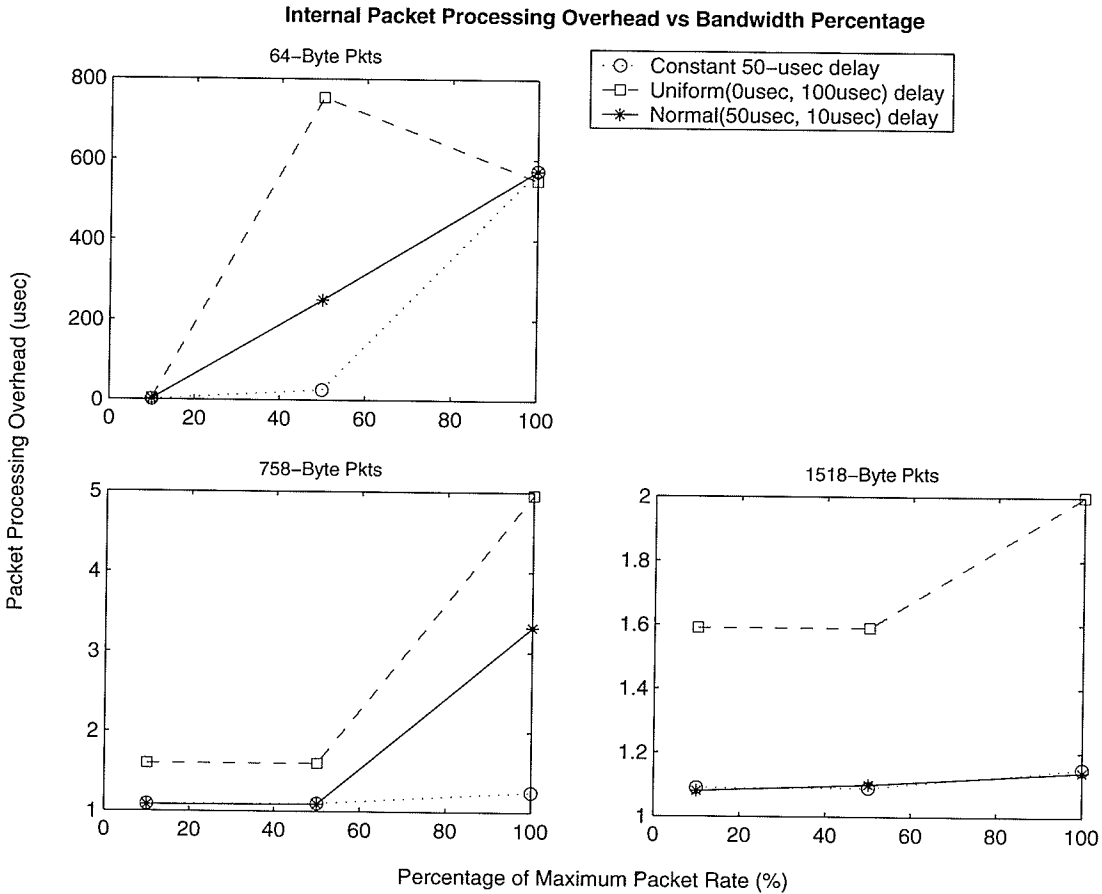 Internal Packet Processing Overhead vs Bandwidth Percentage
64−Byte Pkts
Constant 50−usec delay
Uniform(0usec, 100usec) delay
Normal(50usec, 10usec) delay
800
600
400
200
0
0 20 40 60 80 100
Packet Processing Overhead (usec)
758−Byte Pkts
5
4
3
2
1
0 20 40 60 80 100
1518−Byte Pkts
2
1.8
1.6
1.4
1.2
1
0 20 40 60 80 100
Percentage of Maximum Packet Rate (%)